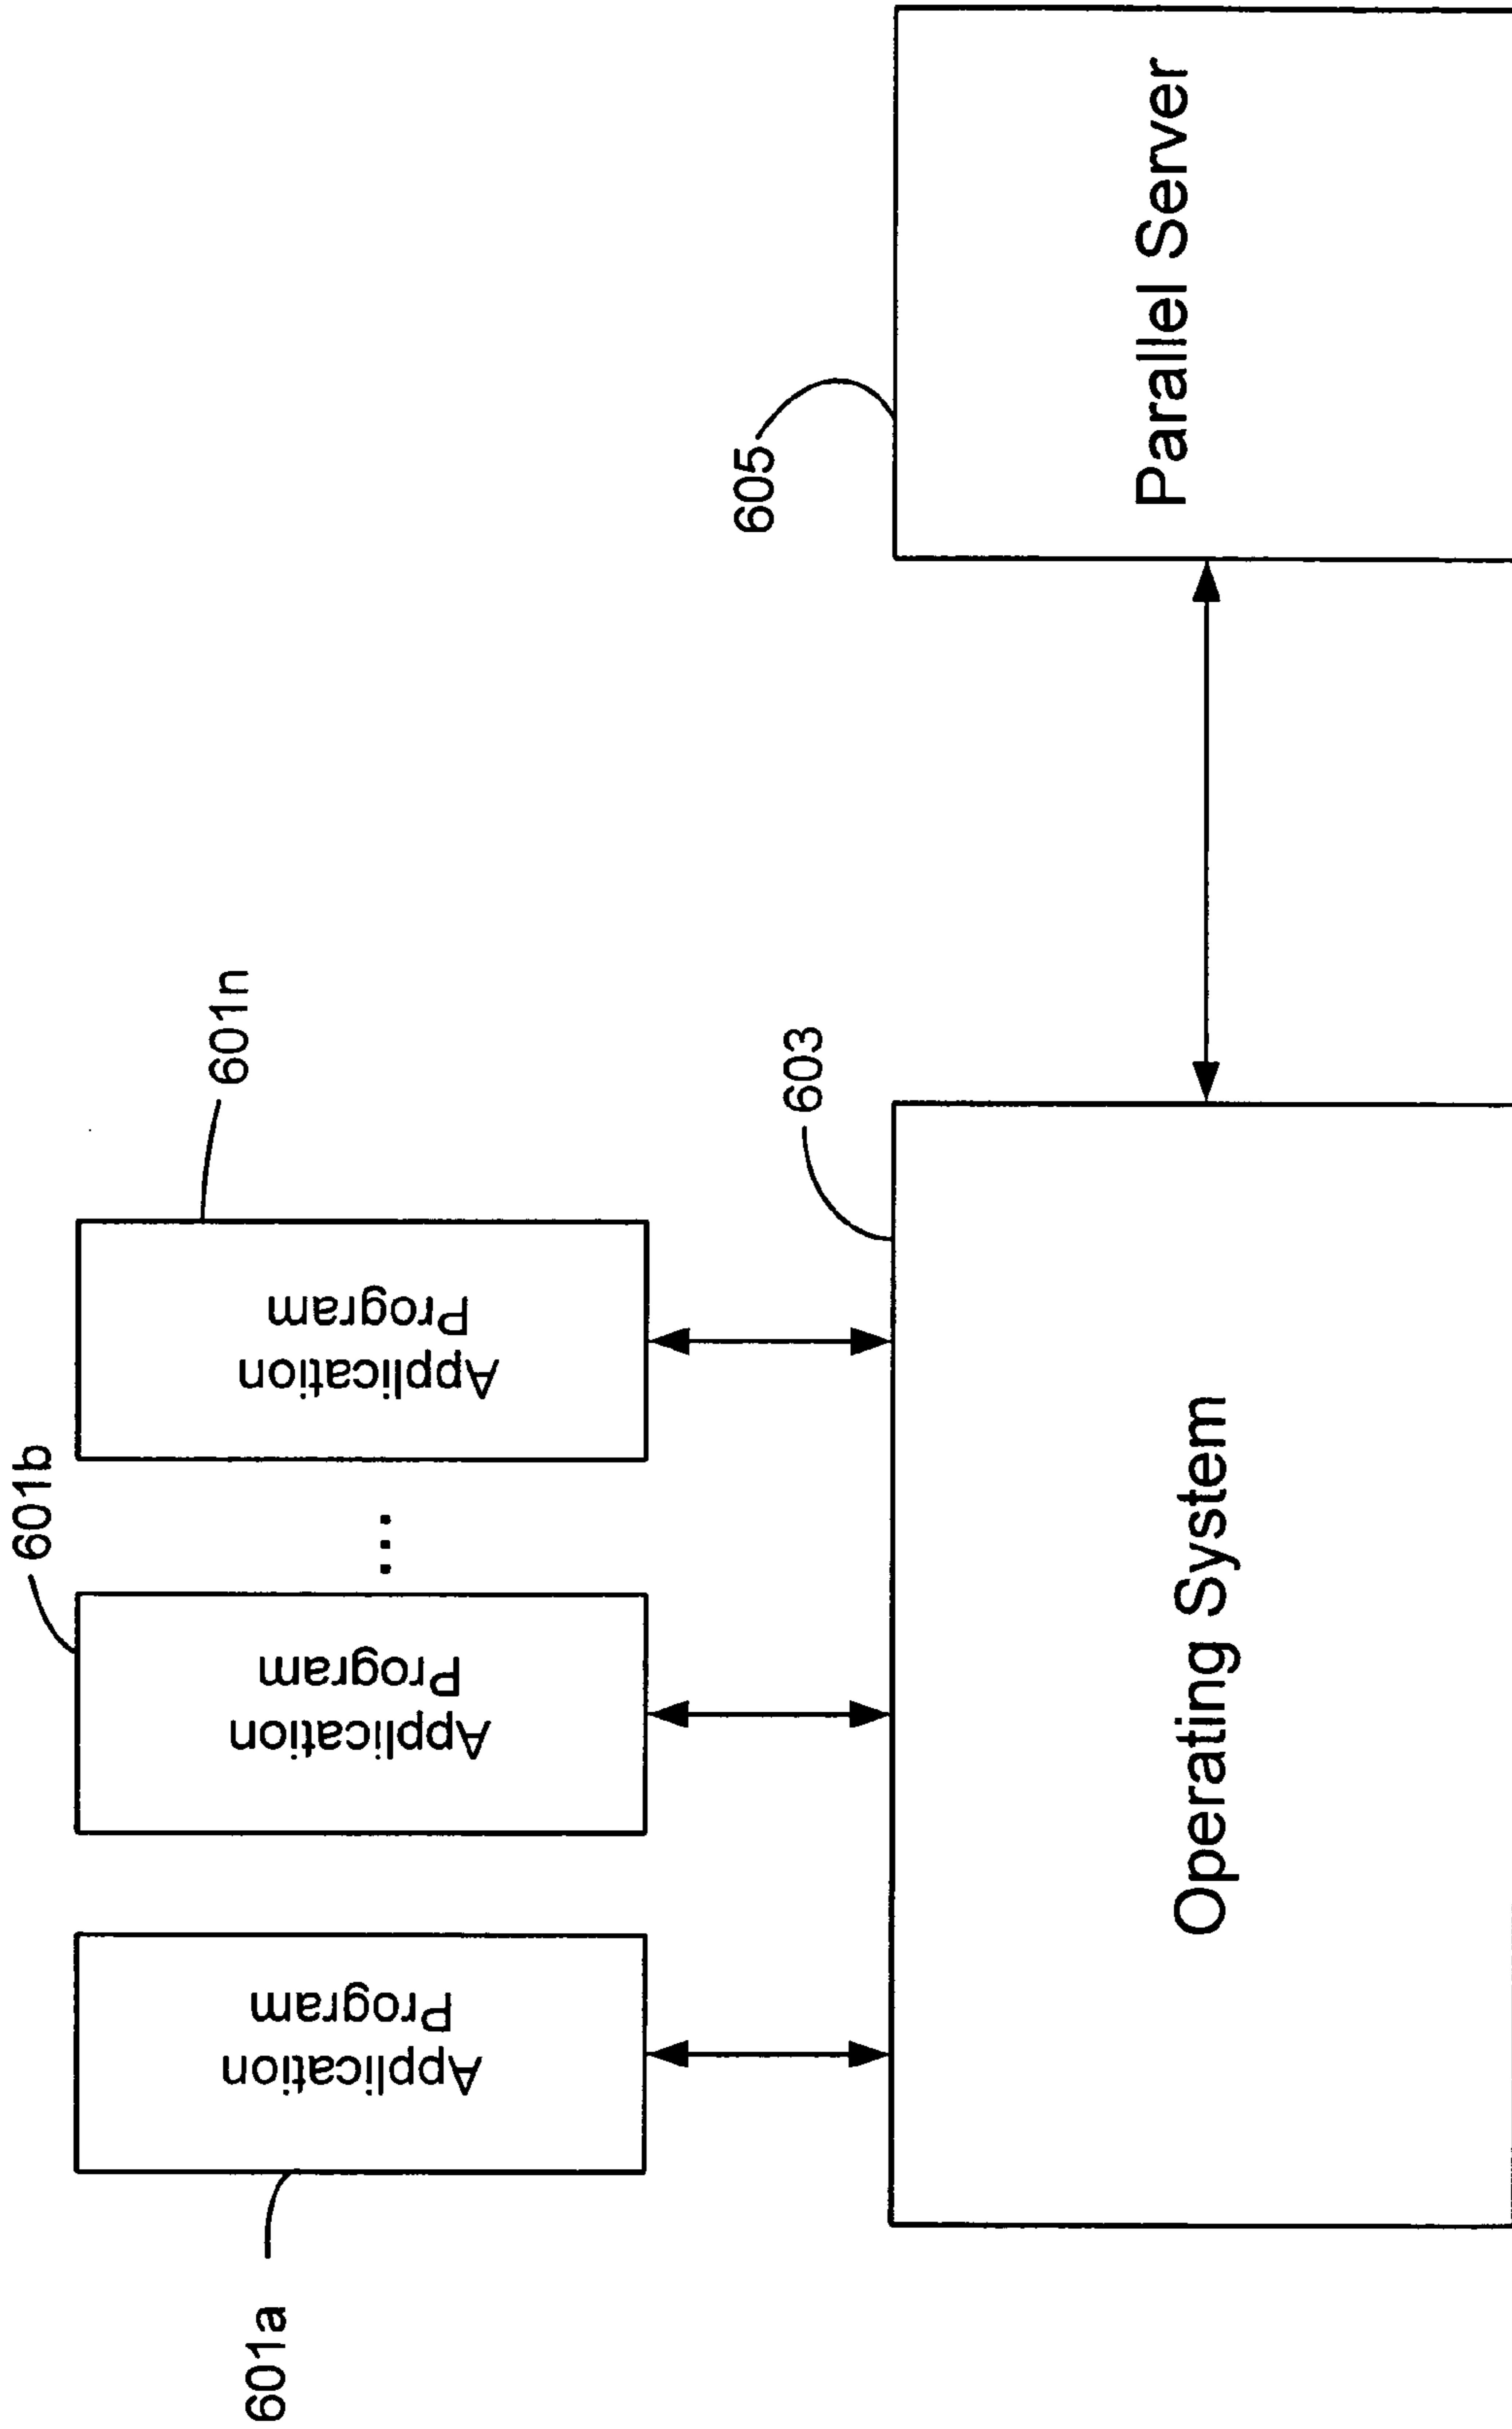 601a
601b
601n
Application
Program
Application
Program
...
Application
Program
603
605
Operating System
Parallel Server